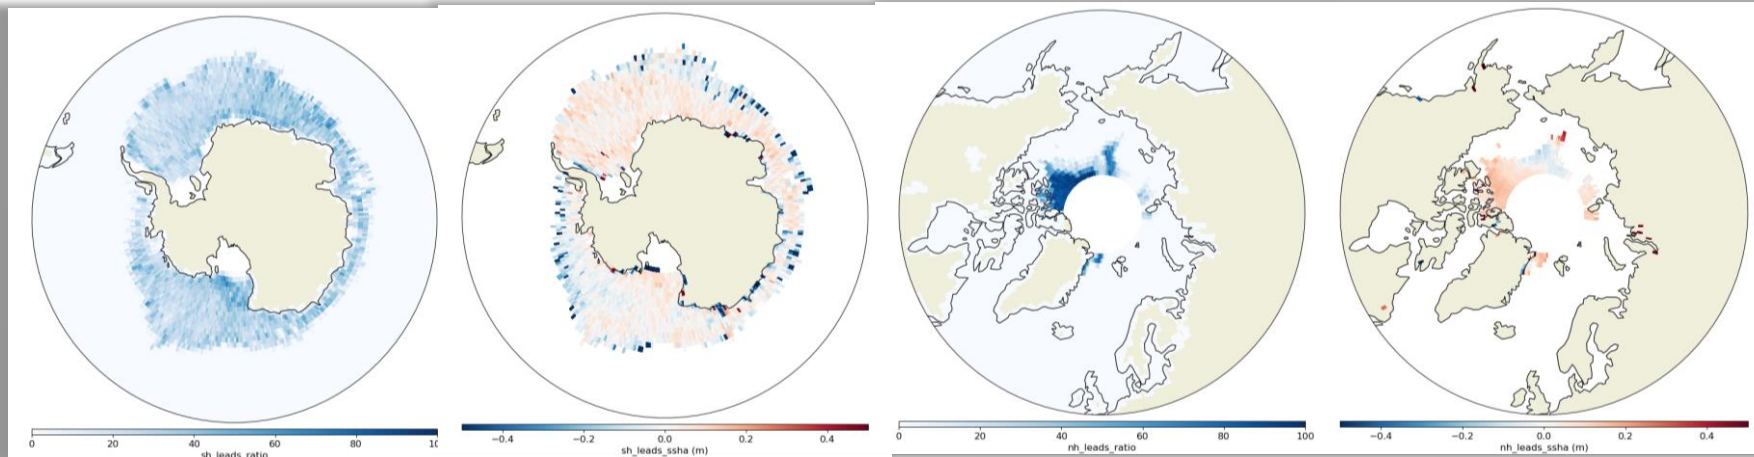 0 20 40 60 80 10
sh_leads_ratio
−0.4 −0.2 0.0 0.2 0.4
sh_leads_ssha (m)
0 20 40 60 80 100
nh_leads_ratio
−0.4 −0.2 0.0 0.2 0.4
nh_leads_ssha (m)